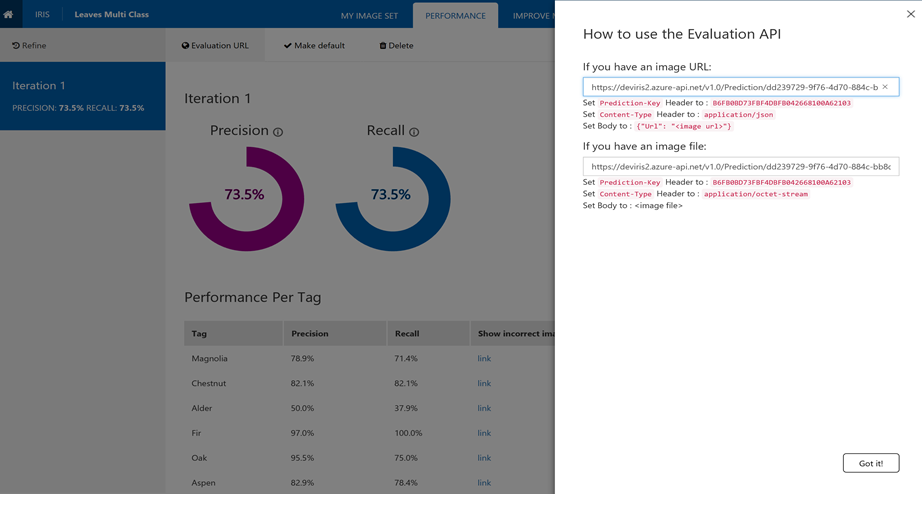 IRIS
Leaves Multi Class
MY IMAGE SET
PERFORMANCE
IMPROVE
Refine
Evaluation URL
Make default
Delete
Iteration 1
PRECISION: 73.5% RECALL: 73.5%
Iteration 1
Precision
Recall
73.5%
73.5%
Performance Per Tag
Tag Precision Recall Show incorrect
Magnolia 78.9% 71.4% link
Chestnut 82.1% 82.1% link
Alder 50.0% 37.9% link
Fir 97.0% 100.0% link
Oak 95.5% 75.0% link
Aspen 82.9% 78.4% link
How to use the Evaluation API
If you have an image URL:
https://deviris2.azure-api.net/v1.0/Prediction/dd239729-9f76-4d70-884c-b
Set Prediction-Key Header to : B6FB0BD73FBF4DBFB042668100A62103
Set Content-Type Header to : application/json
Set Body to : {"Url": "<image url>"}
If you have an image file:
https://deviris2.azure-api.net/v1.0/Prediction/dd239729-9f76-4d70-884c-bb8c
Set Prediction-Key Header to : B6FB0BD73FBF4DBFB042668100A62103
Set Content-Type Header to : application/octet-stream
Set Body to : <image file>
Got it!